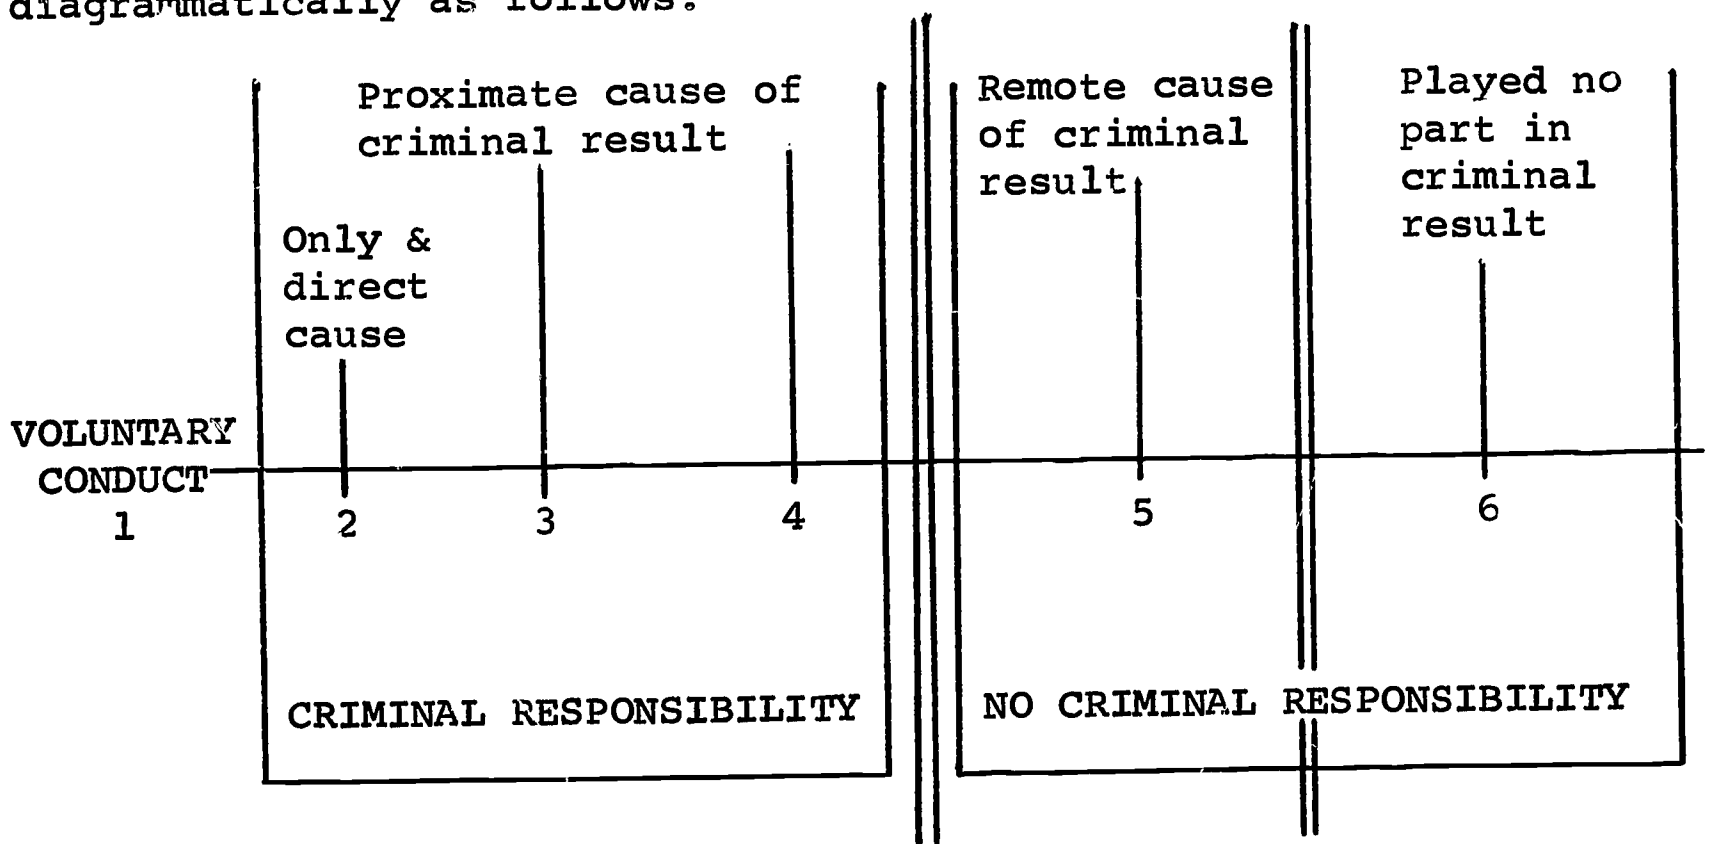 diagrammatically as follows:
Proximate cause of
criminal result
Only &
direct
cause
Remote cause
of criminal
result
Played no
part in
criminal
result
VOLUNTARY
CONDUCT
1
2
3
4
5
6
CRIMINAL RESPONSIBILITY
NO CRIMINAL RESPONSIBILITY